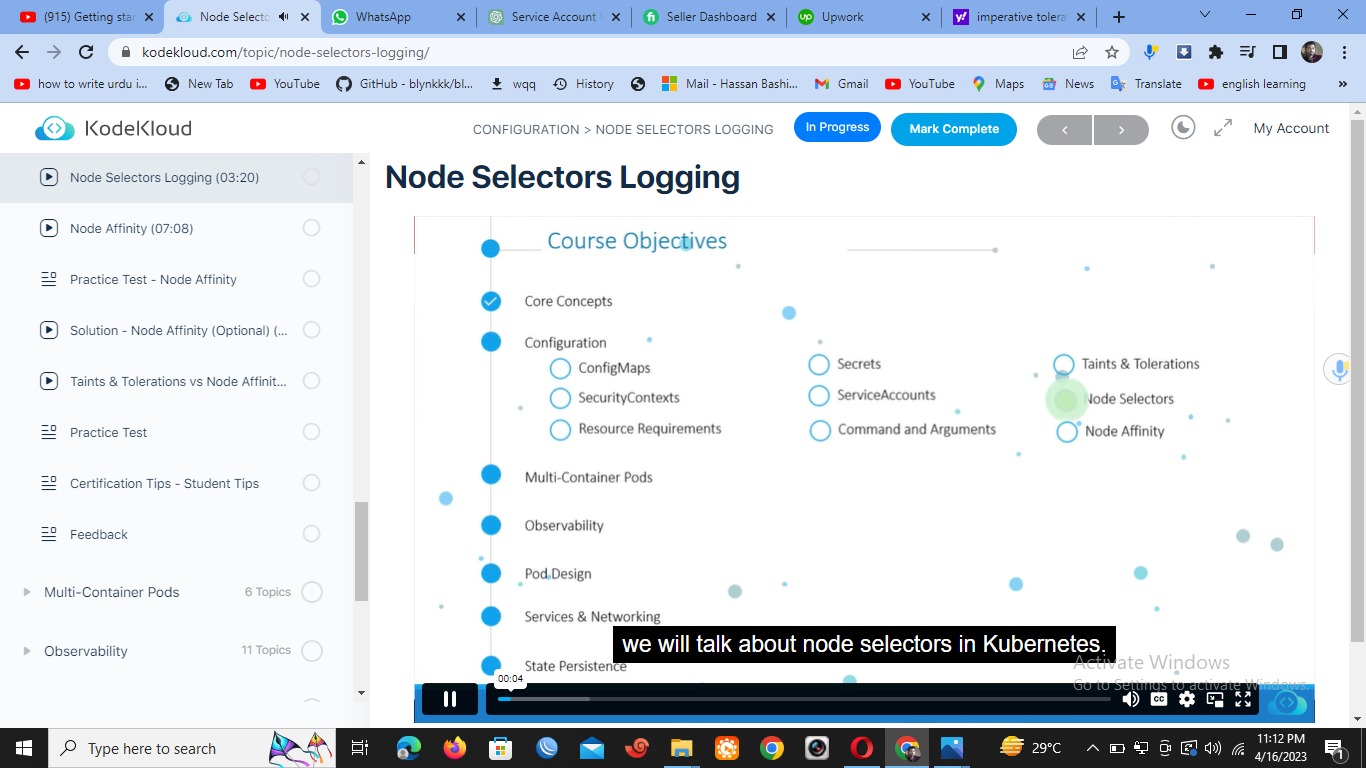 (915) Getting star
Node Selecto
WhatsApp
Service Account
Seller Dashboard
Upwork
imperative tolera
kodekloud.com/topic/node-selectors-logging/
how to write urdu i...
New Tab
YouTube
GitHub - blynkkk/bl...
wqq
History
Mail - Hassan Bashi...
Gmail
YouTube
Maps
News
Translate
english learning
»
KodeKloud
CONFIGURATION > NODE SELECTORS LOGGING
In Progress
Mark Complete
<
>
My Account
Node Selectors Logging (03:20)
Node Affinity (07:08)
Practice Test - Node Affinity
Solution - Node Affinity (Optional) (...
Taints & Tolerations vs Node Affinit...
Practice Test
Certification Tips - Student Tips
Feedback
Multi-Container Pods 6 Topics
Observability 11 Topics
Node Selectors Logging
Course Objectives
Core Concepts
Configuration
ConfigMaps
Secrets
Taints & Tolerations
SecurityContexts
ServiceAccounts
Node Selectors
Resource Requirements
Command and Arguments
Node Affinity
Multi-Container Pods
Observability
Pod Design
Services & Networking
State Persistence
we will talk about node selectors in Kubernetes.
Activate Windows
Go to Settings to activate Windows.
00:04
CC
Type here to search
29°C
11:12 PM
4/16/2023
1